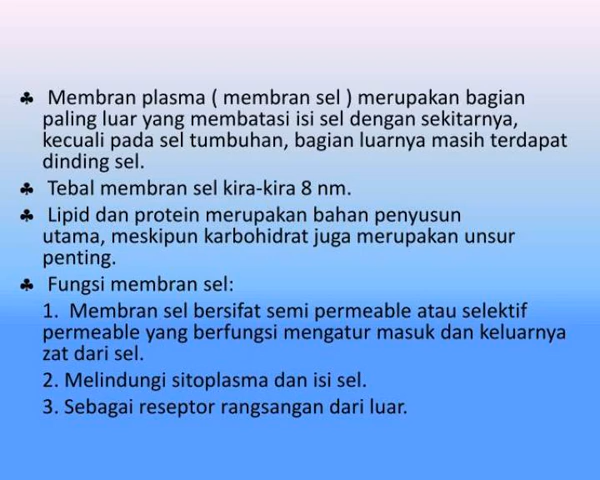 ♣ Membran plasma ( membran sel ) merupakan bagian
paling luar yang membatasi isi sel dengan sekitarnya,
kecuali pada sel tumbuhan, bagian luarnya masih terdapat
dinding sel.
♣ Tebal membran sel kira-kira 8 nm.
♣ Lipid dan protein merupakan bahan penyusun
utama, meskipun karbohidrat juga merupakan unsur
penting.
♣ Fungsi membran sel:
1. Membran sel bersifat semi permeable atau selektif
permeable yang berfungsi mengatur masuk dan keluarnya
zat dari sel.
2. Melindungi sitoplasma dan isi sel.
3. Sebagai reseptor rangsangan dari luar.